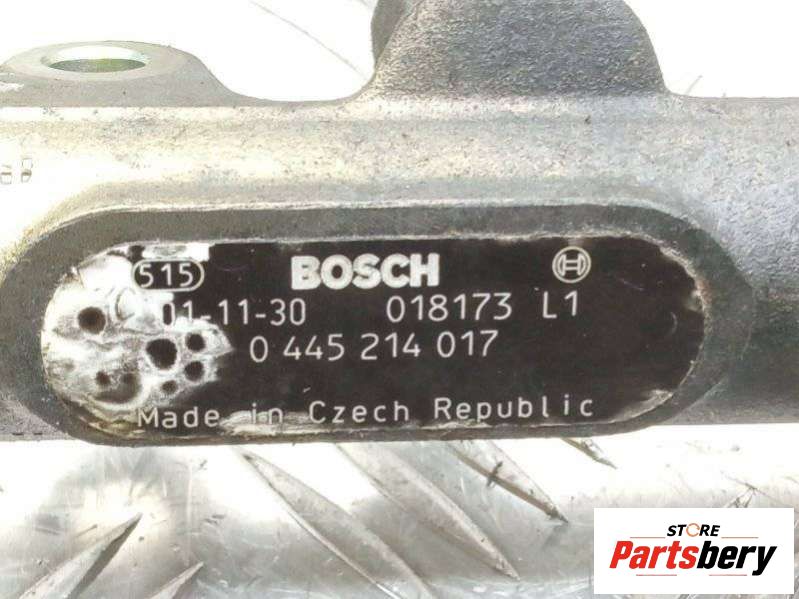 515 BOSCH
01-11-30 018173 L1
0 445 214 017
Made in Czech Republic
STORE
Partsbery